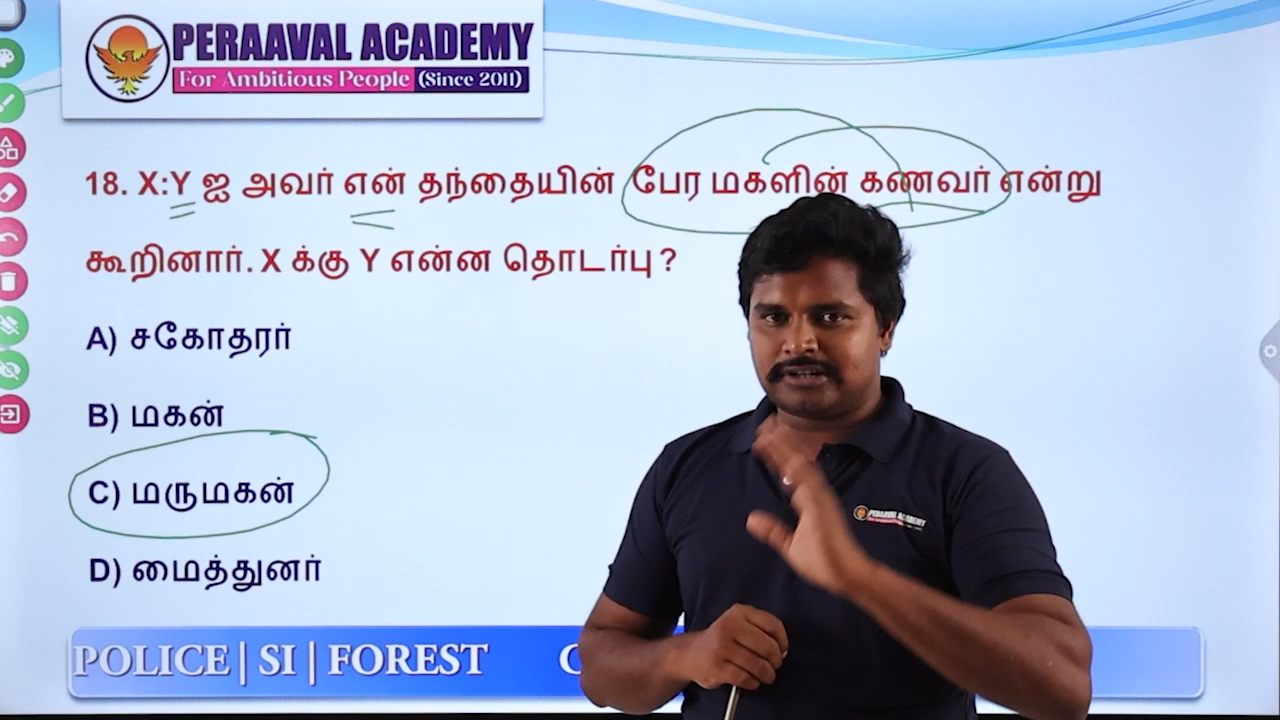 PERAAVAL ACADEMY
For Ambitious People (Since 2011)
18. X:Y ஐ அவர் என் தந்தையின் பேர மகளின் கணவர் என்று
கூறினார். X க்கு Y என்ன தொடர்பு ?
A) சகோதரர்
B) மகன்
C) மருமகன்
D) மைத்துனர்
PERAAVAL ACADEMY
POLICE | SI | FOREST